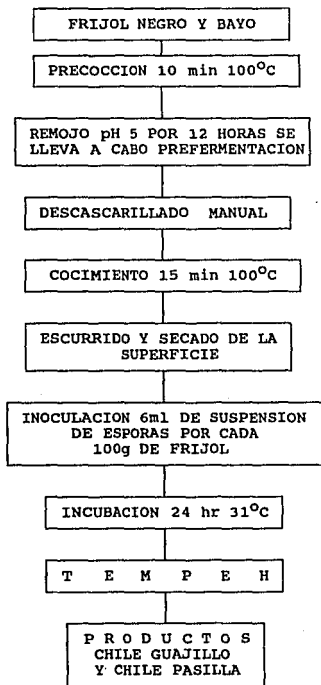 FRIJOL NEGRO Y BAYO
PRECOCCION 10 min 100°C
REMOJO pH 5 POR 12 HORAS SE
LLEVA A CABO PREFERMENTACION
DESCASCARILLADO MANUAL
COCIMIENTO 15 min 100°C
ESCURRIDO Y SECADO DE LA
SUPERFICIE
INOCULACION 6ml DE SUSPENSION
DE ESPORAS POR CADA
100g DE FRIJOL
INCUBACION 24 hr 31°C
T E M P E H
P R O D U C T O S
CHILE GUAJILLO
Y CHILE PASILLA